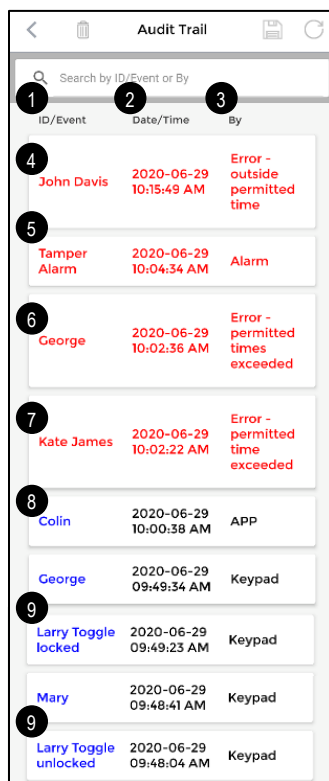 Audit Trail
Search by ID/Event or By
1 2 3
ID/Event Date/Time By
4
John Davis 2020-06-29 10:15:49 AM Error - outside permitted time
5
Tamper Alarm 2020-06-29 10:04:34 AM Alarm
6
George 2020-06-29 10:02:36 AM Error - permitted times exceeded
7
Kate James 2020-06-29 10:02:22 AM Error - permitted time exceeded
8
Colin 2020-06-29 10:00:38 AM APP
George 2020-06-29 09:49:34 AM Keypad
9
Larry Toggle locked 2020-06-29 09:49:23 AM Keypad
Mary 2020-06-29 09:48:41 AM Keypad
9
Larry Toggle unlocked 2020-06-29 09:48:04 AM Keypad